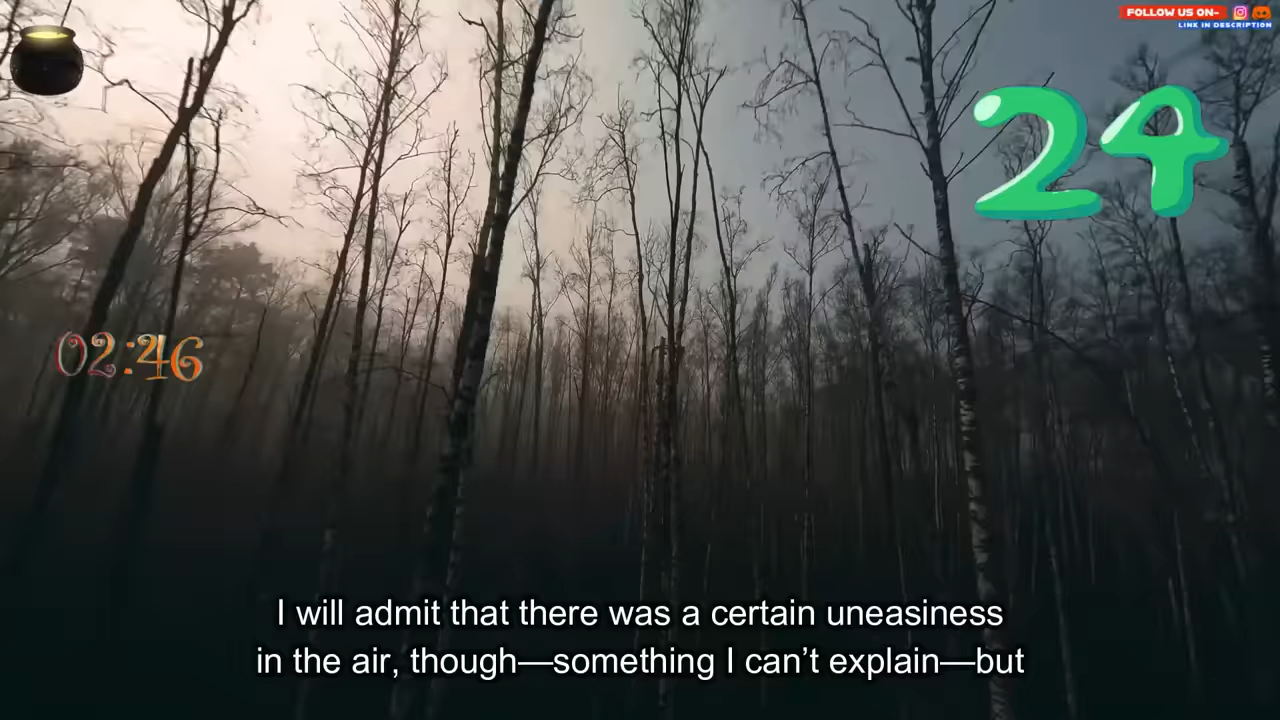 FOLLOW US ON-
LINK IN DESCRIPTION
24
02:46
I will admit that there was a certain uneasiness
in the air, though—something I can’t explain—but